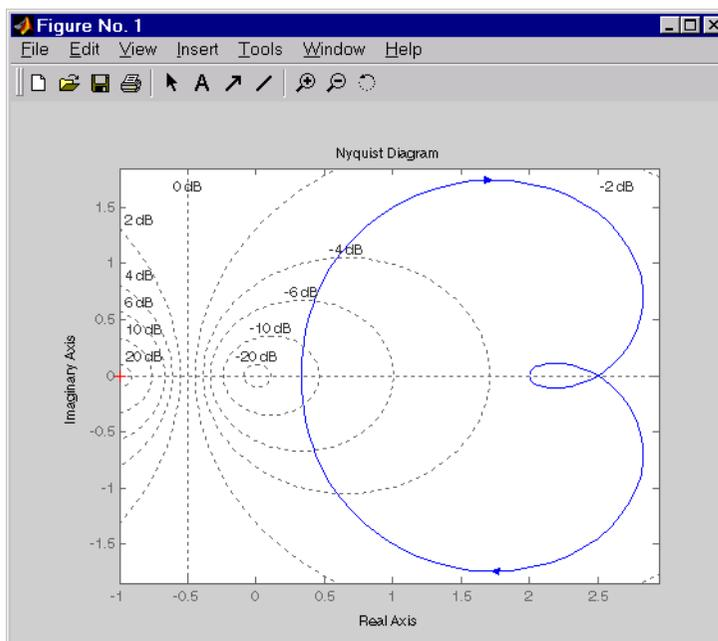 Figure No. 1
File Edit View Insert Tools Window Help
A
Nyquist Diagram
0 dB
-2 dB
2 dB
-4 dB
4 dB
-6 dB
6 dB
-10 dB
10 dB
-20 dB
20 dB
1.5
1
0.5
0
-0.5
-1
-1.5
Imaginary Axis
-1 -0.5 0 0.5 1 1.5 2 2.5
Real Axis